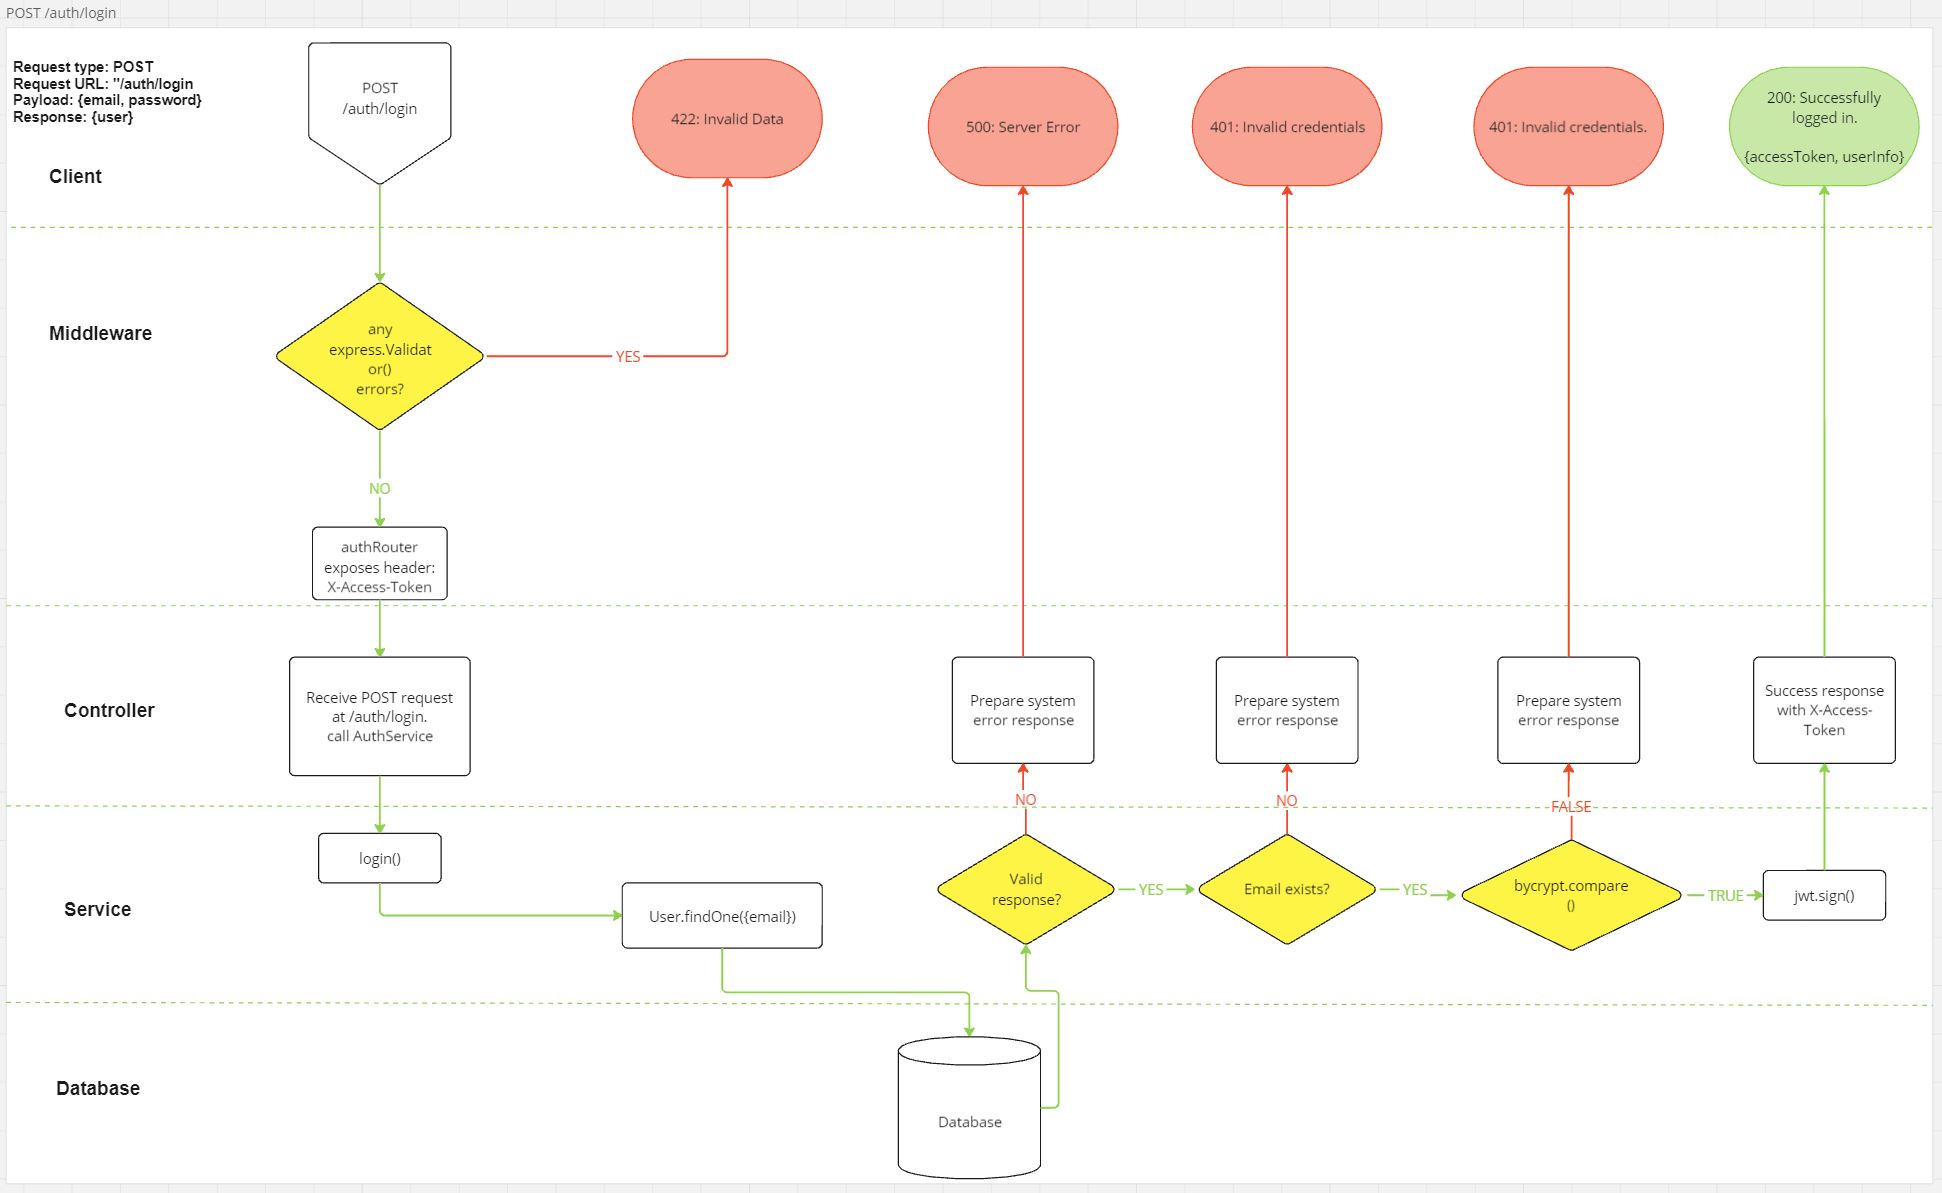 POST /auth/login
Request type: POST
Request URL: "/auth/login
Payload: {email, password}
Response: {user}
POST
/auth/login
422: Invalid Data
500: Server Error
401: Invalid credentials
401: Invalid credentials.
200: Successfully
logged in.
{accessToken, userInfo}
Client
Middleware
any
express.Validat
or()
errors?
YES
NO
authRouter
exposes header:
X-Access-Token
Controller
Receive POST request
at /auth/login.
call AuthService
Prepare system
error response
Prepare system
error response
Prepare system
error response
Success response
with X-Access-
Token
NO
NO
FALSE
Service
login()
User.findOne({email})
Valid
response?
YES
Email exists?
YES
bycrypt.compare
()
TRUE
jwt.sign()
Database
Database